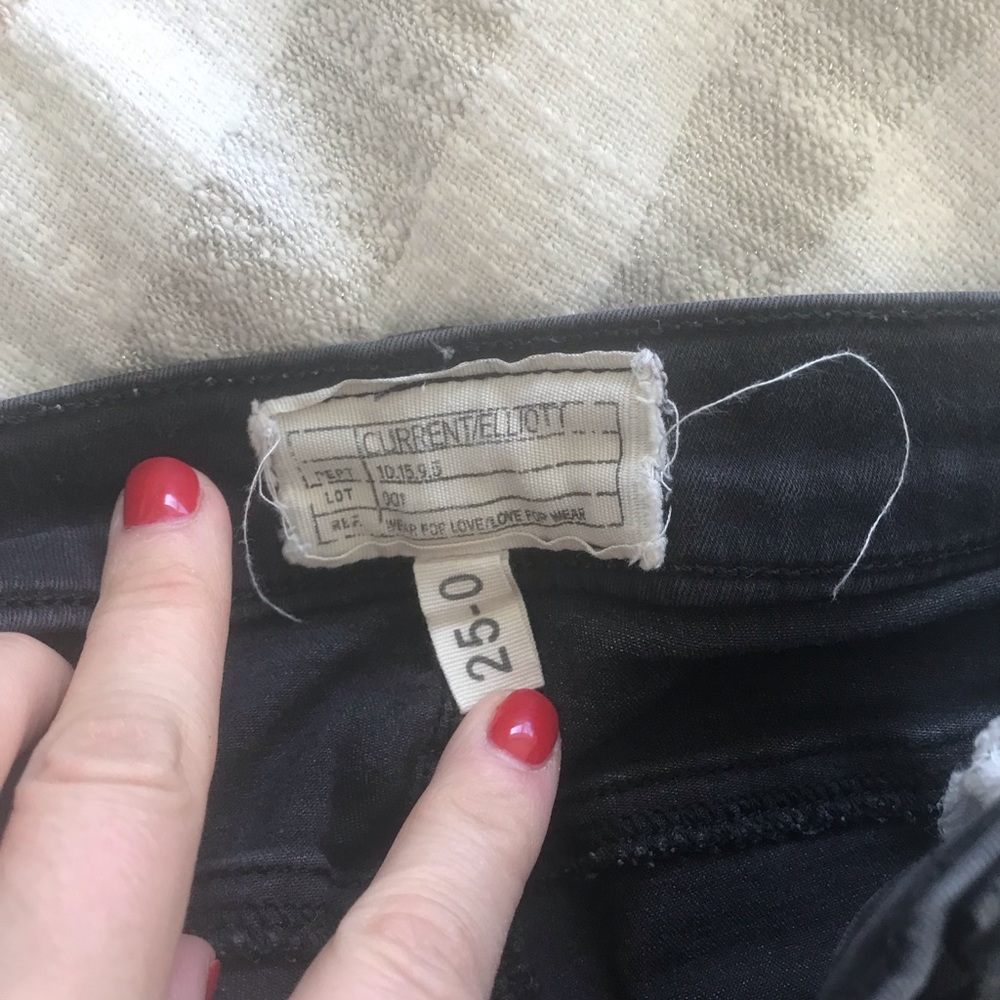 CURRENT/ELLIOTT
DEPT 10.15.9.5
LOT 001
REF. WEAR FOR LOVE/LOVE FOR WEAR
25-0